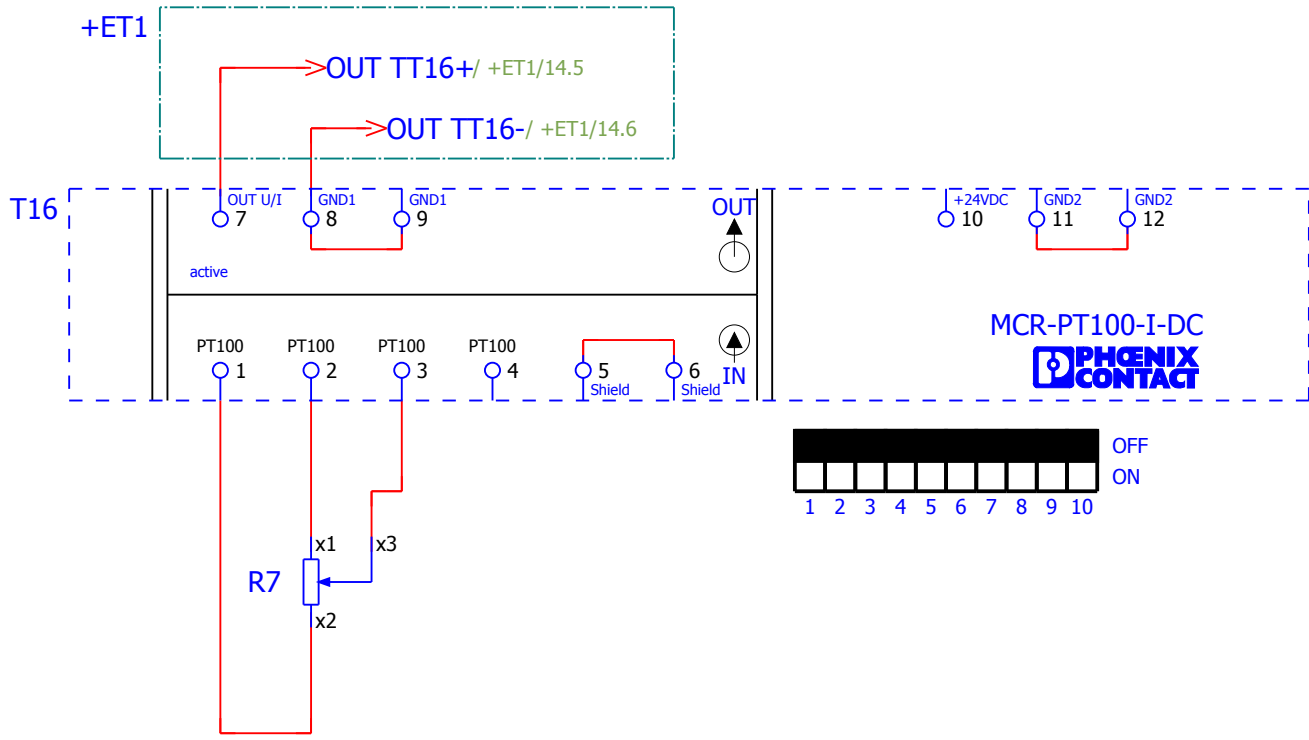 +ET1
OUT TT16+/ +ET1/14.5
OUT TT16-/ +ET1/14.6
T16
OUT U/I
7
GND1
8
GND1
9
OUT
+24VDC
10
GND2
11
GND2
12
active
MCR-PT100-I-DC
PHŒNIX
CONTACT
PT100
1
PT100
2
PT100
3
PT100
4
5
Shield
6
Shield
IN
OFF
ON
1 2 3 4 5 6 7 8 9 10
x1
x3
R7
x2